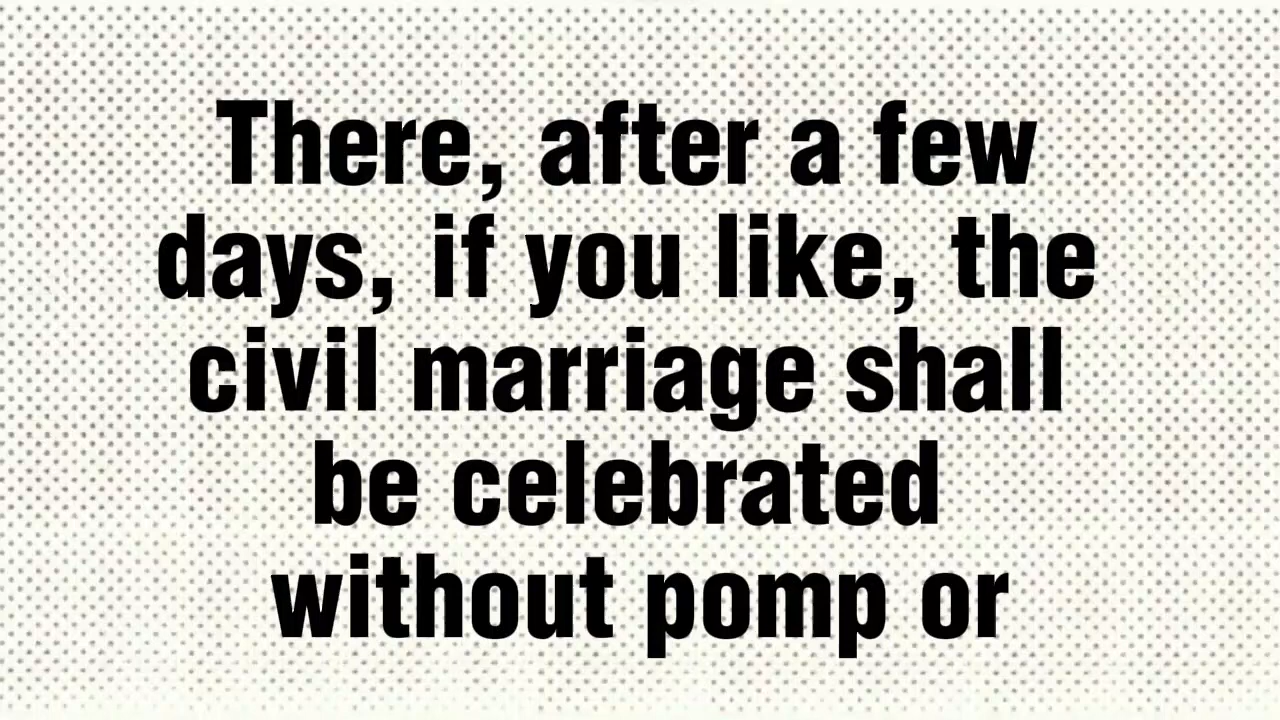 There, after a few
days, if you like, the
civil marriage shall
be celebrated
without pomp or